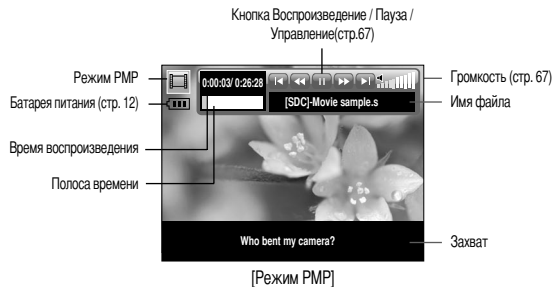 Кнопка Воспроизведение / Пауза /
Управление(стр.67)
Режим PMP
Батарея питания (стр. 12)
Время воспроизведения
Полоса времени
0:00:03/ 0:26:28
[SDC]-Movie sample.s
Громкость (стр. 67)
Имя файла
Who bent my camera?
Захват
[Режим PMP]